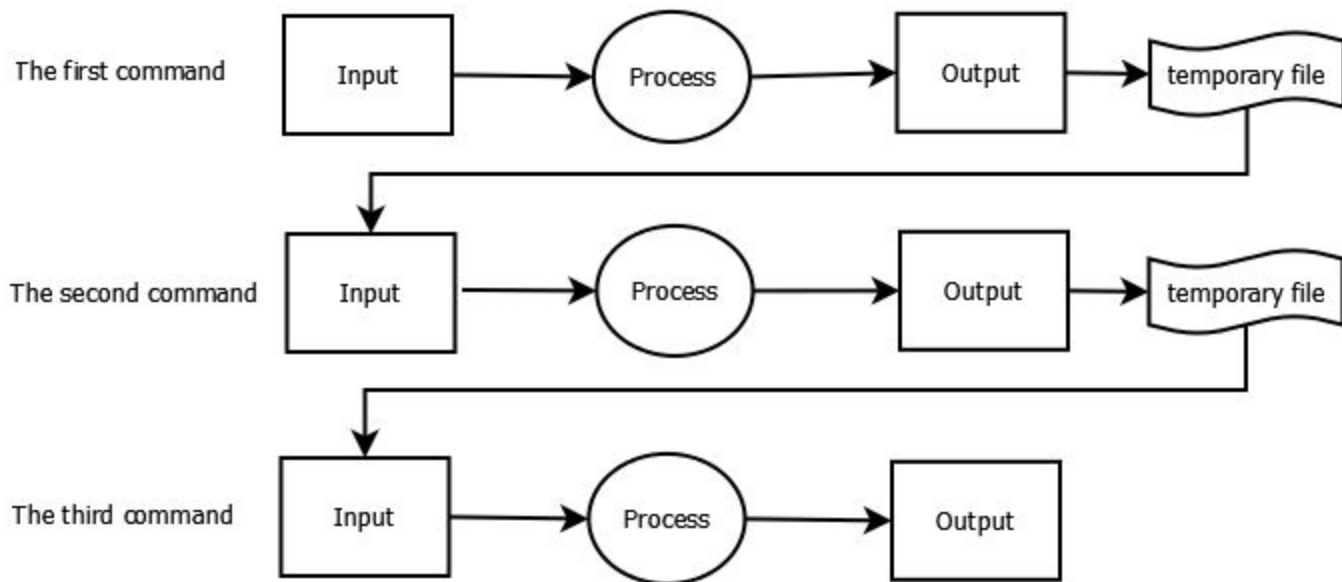 The first command
Input
Process
Output
temporary file
The second command
Input
Process
Output
temporary file
The third command
Input
Process
Output